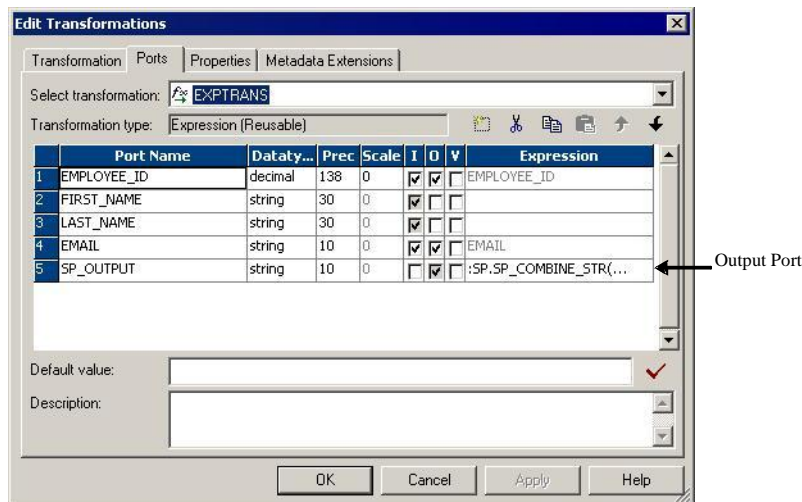 Edit Transformations
Transformation Ports Properties Metadata Extensions
Select transformation: EXPTRANS
Transformation type: Expression (Reusable)
Port Name Dataty... Prec Scale I O V Expression
1 EMPLOYEE_ID decimal 138 0 EMPLOYEE_ID
2 FIRST_NAME string 30 0
3 LAST_NAME string 30 0
4 EMAIL string 10 0 EMAIL
5 SP_OUTPUT string 10 0 :SP.SP_COMBINE_STR(...
Output Port
Default value:
Description:
OK Cancel Apply Help